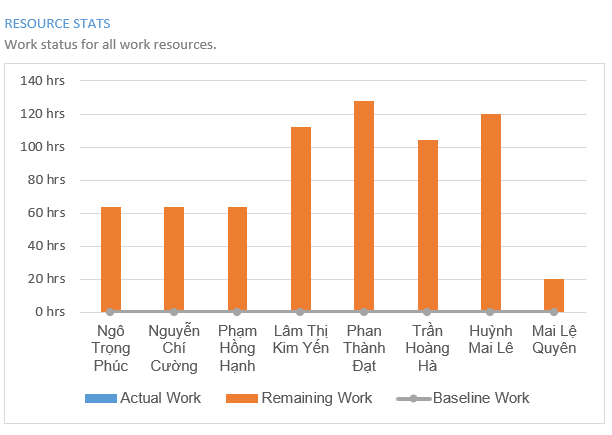 RESOURCE STATS
Work status for all work resources.
140 hrs
120 hrs
100 hrs
80 hrs
60 hrs
40 hrs
20 hrs
0 hrs
Ngô
Trọng
Phúc
Nguyễn
Chí
Cường
Phạm
Hồng
Hạnh
Lâm Thị
Kim Yến
Phan
Thành
Đạt
Trần
Hoàng
Hà
Huỳnh
Mai Lê
Mai Lệ
Quyên
Actual Work
Remaining Work
Baseline Work